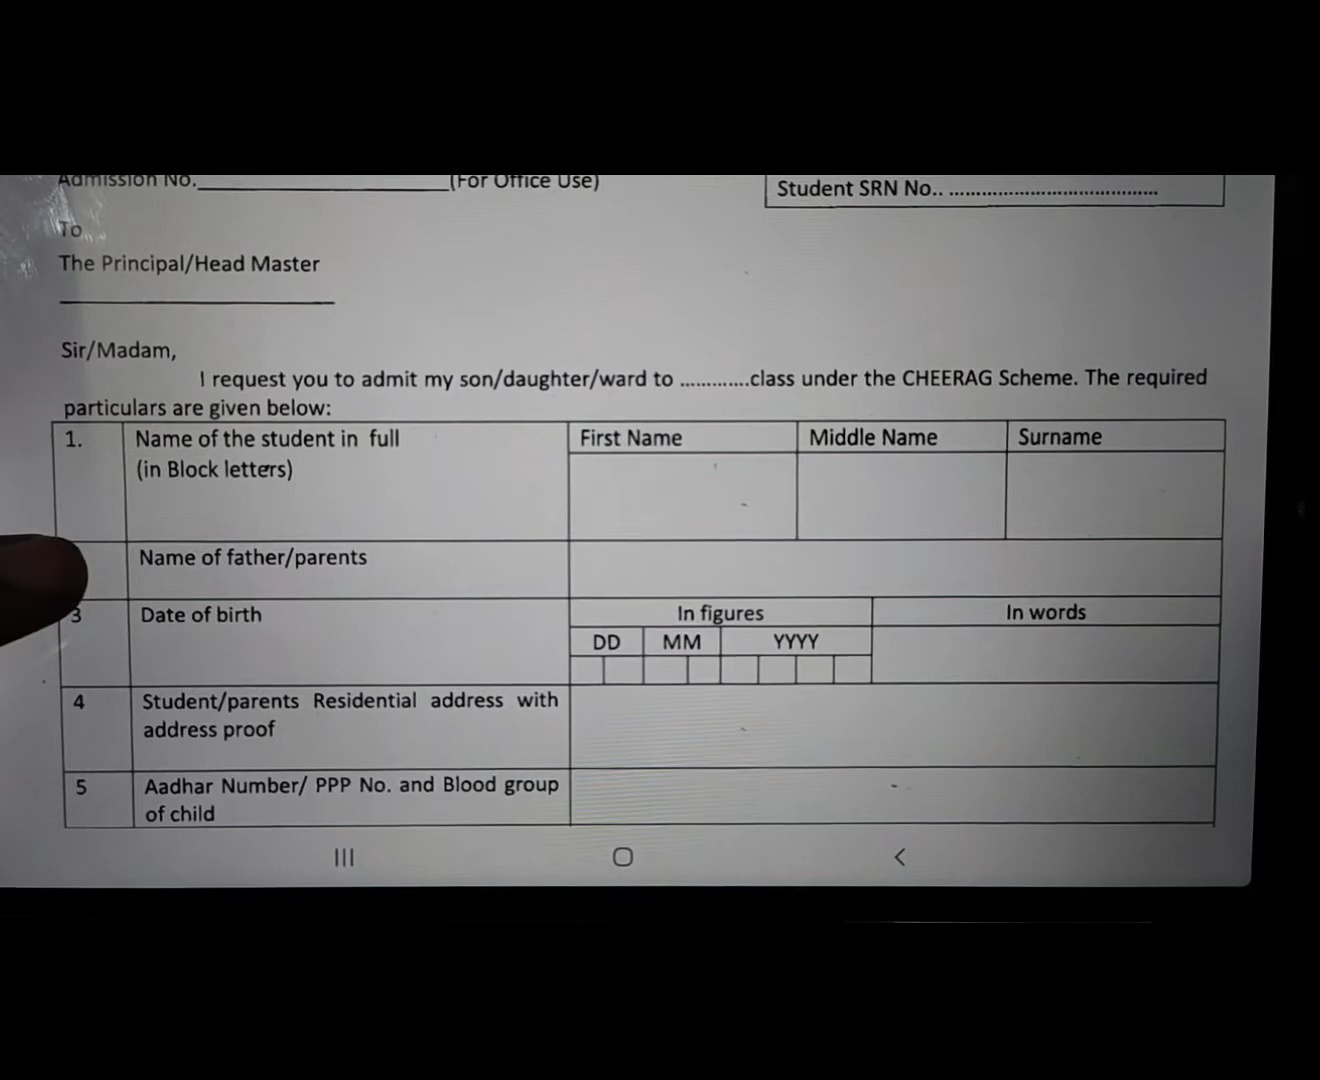 Admission No.____________________(For Office Use)
Student SRN No.. ..........................................
To
The Principal/Head Master
Sir/Madam,
I request you to admit my son/daughter/ward to .............class under the CHEERAG Scheme. The required
particulars are given below:
1. Name of the student in full First Name Middle Name Surname
(in Block letters)
Name of father/parents
3 Date of birth In figures In words
DD MM YYYY
4 Student/parents Residential address with
address proof
5 Aadhar Number/ PPP No. and Blood group
of child